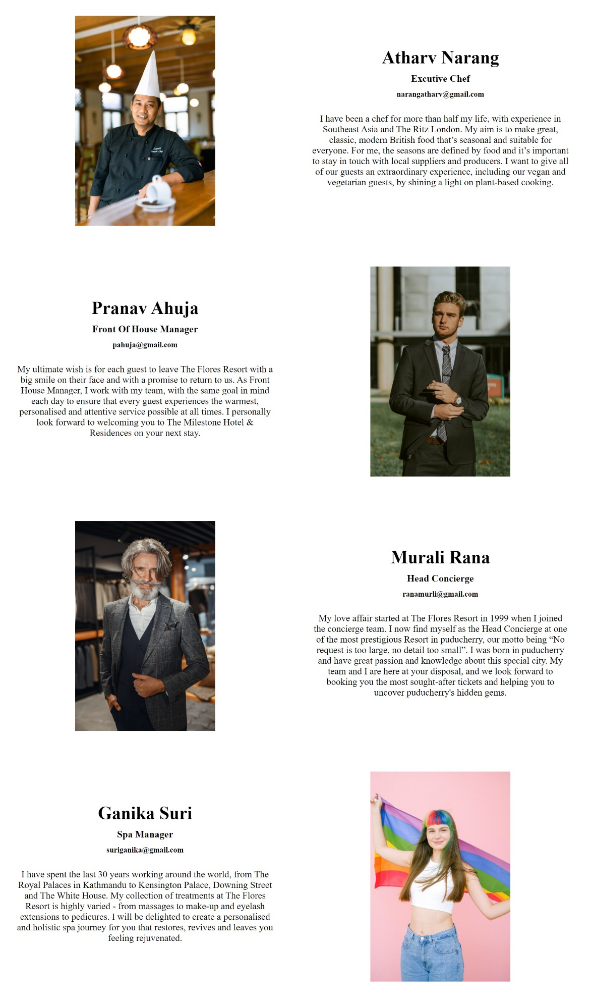 Atharv Narang
Excutive Chef
narangatharv@gmail.com
I have been a chef for more than half my life, with experience in
Southeast Asia and The Ritz London. My aim is to make great,
classic, modern British food that’s seasonal and suitable for
everyone. For me, the seasons are defined by food and it’s important
to stay in touch with local suppliers and producers. I want to give all
of our guests an extraordinary experience, including our vegan and
vegetarian guests, by shining a light on plant-based cooking.
Pranav Ahuja
Front Of House Manager
pahuja@gmail.com
My ultimate wish is for each guest to leave The Flores Resort with a
big smile on their face and with a promise to return to us. As Front
House Manager, I work with my team, with the same goal in mind
each day to ensure that every guest experiences the warmest,
personalised and attentive service possible at all times. I personally
look forward to welcoming you to The Milestone Hotel &
Residences on your next stay.
Murali Rana
Head Concierge
ranamurli@gmail.com
My love affair started at The Flores Resort in 1999 when I joined
the concierge team. I now find myself as the Head Concierge at one
of the most prestigious Resort in puducherry, our motto being “No
request is too large, no detail too small”. I was born in puducherry
and have great passion and knowledge about this special city. My
team and I are here at your disposal, and we look forward to
booking you the most sought-after tickets and helping you to
uncover puducherry's hidden gems.
Ganika Suri
Spa Manager
suriganika@gmail.com
I have spent the last 30 years working around the world, from The
Royal Palaces in Kathmandu to Kensington Palace, Downing Street
and The White House. My collection of treatments at The Flores
Resort is highly varied - from massages to make-up and eyelash
extensions to pedicures. I will be delighted to create a personalised
and holistic spa journey for you that restores, revives and leaves you
feeling rejuvenated.